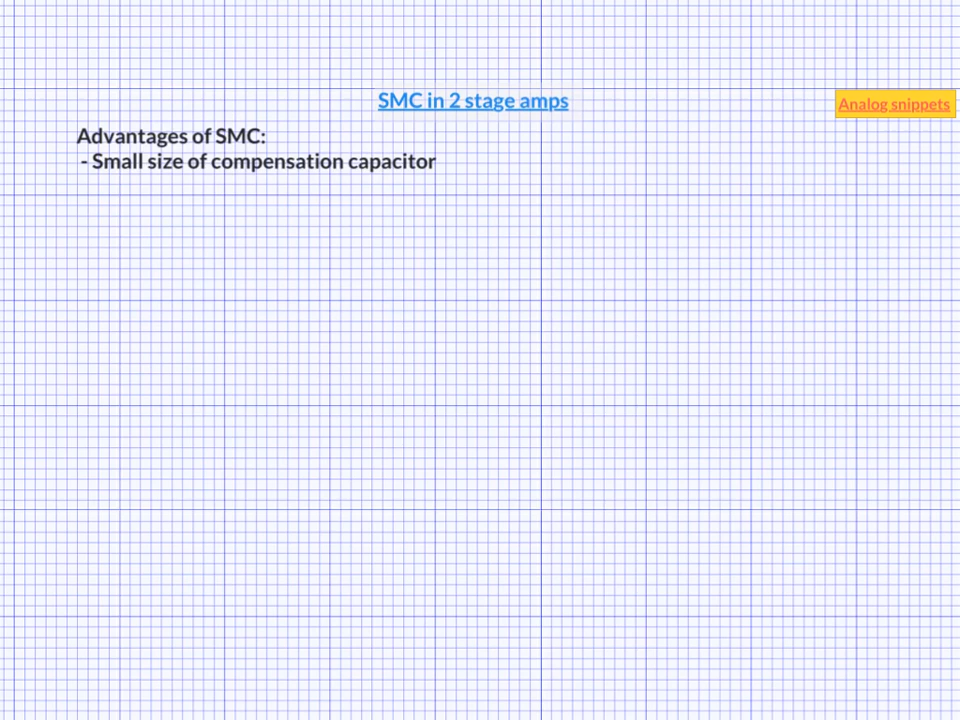 SMC in 2 stage amps
Analog snippets
Advantages of SMC:
- Small size of compensation capacitor